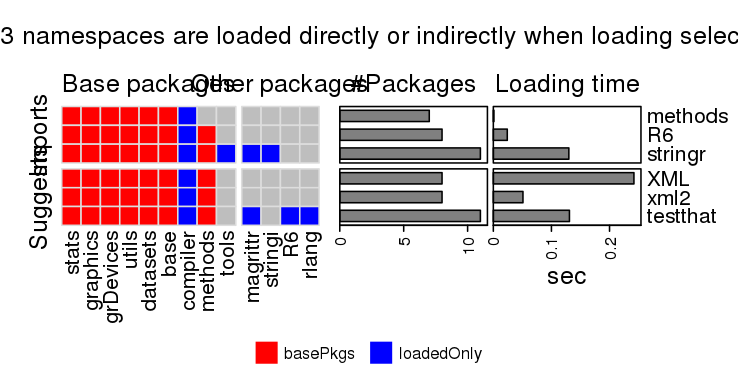 3 namespaces are loaded directly or indirectly when loading selec
Base packages
Other packages
#Packages
Loading time
Imports
Suggests
methods
R6
stringr
XML
xml2
testthat
stats
graphics
grDevices
utils
datasets
base
compiler
methods
tools
magrittr
stringi
R6
rlang
0
5
10
0
0.1
0.2
sec
basePkgs
loadedOnly